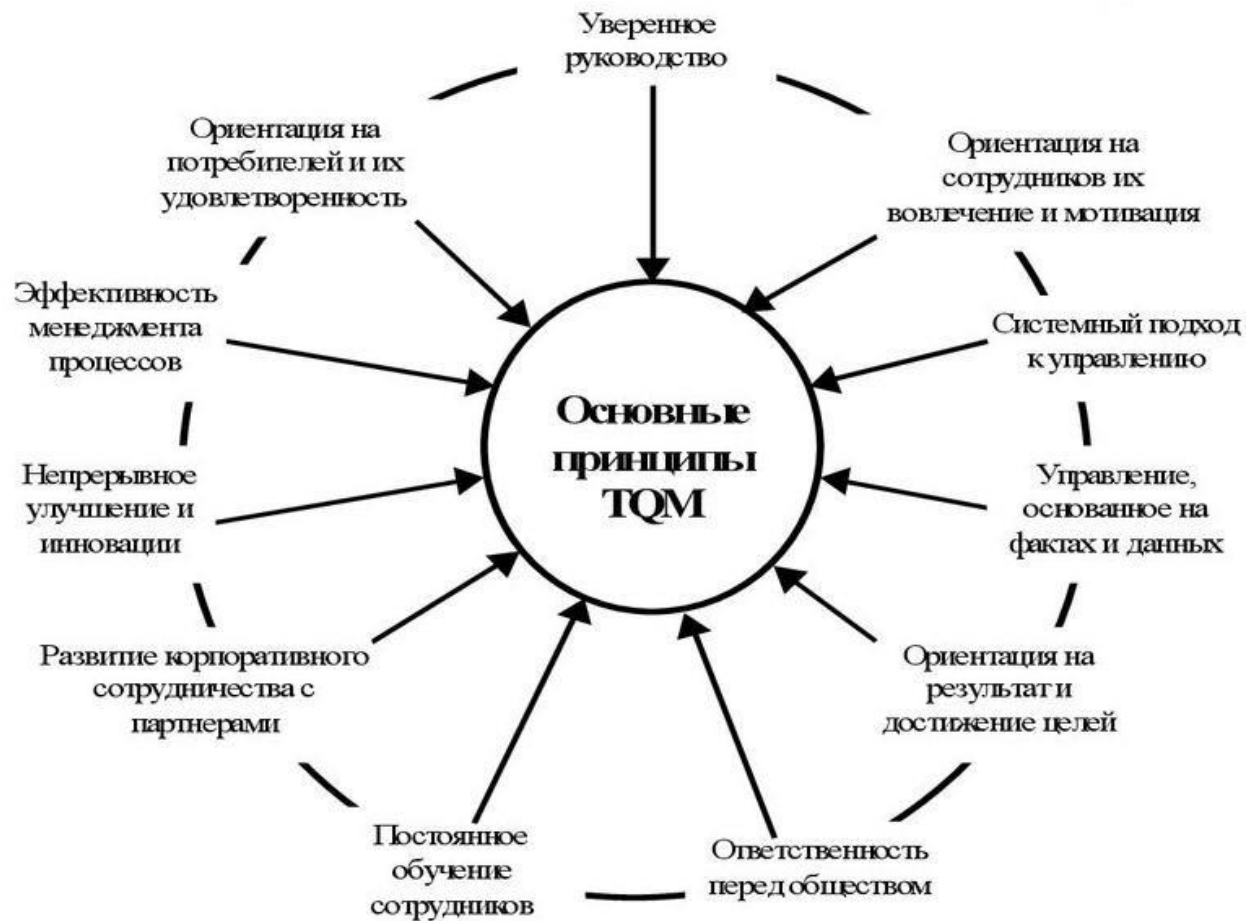 Уверенное
руководство
Ориентация на
потребителей и их
удовлетворенность
Ориентация на
сотрудников их
вовлечение и мотивация
Эффективность
менеджмента
процессов
Системный подход
к управлению
Основные
принципы
TQM
Непрерывное
улучшение и
инновации
Управление,
основанное на
фактах и данных
Развитие корпоративного
сотрудничества с
партнерами
Ориентация на
результат и
достижение целей
Постоянное
обучение
сотрудников
Ответственность
перед обществом